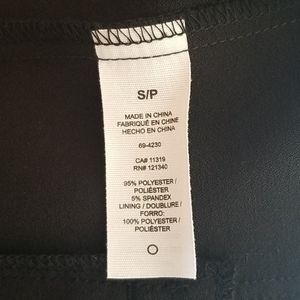 S/P
MADE IN CHINA
FABRIQUÉ EN CHINE
HECHO EN CHINA
69-4230
CA# 11319
RN# 121340
95% POLYESTER /
POLIÉSTER
5% SPANDEX
LINING / DOUBLURE /
FORRO:
100% POLYESTER /
POLIÉSTER